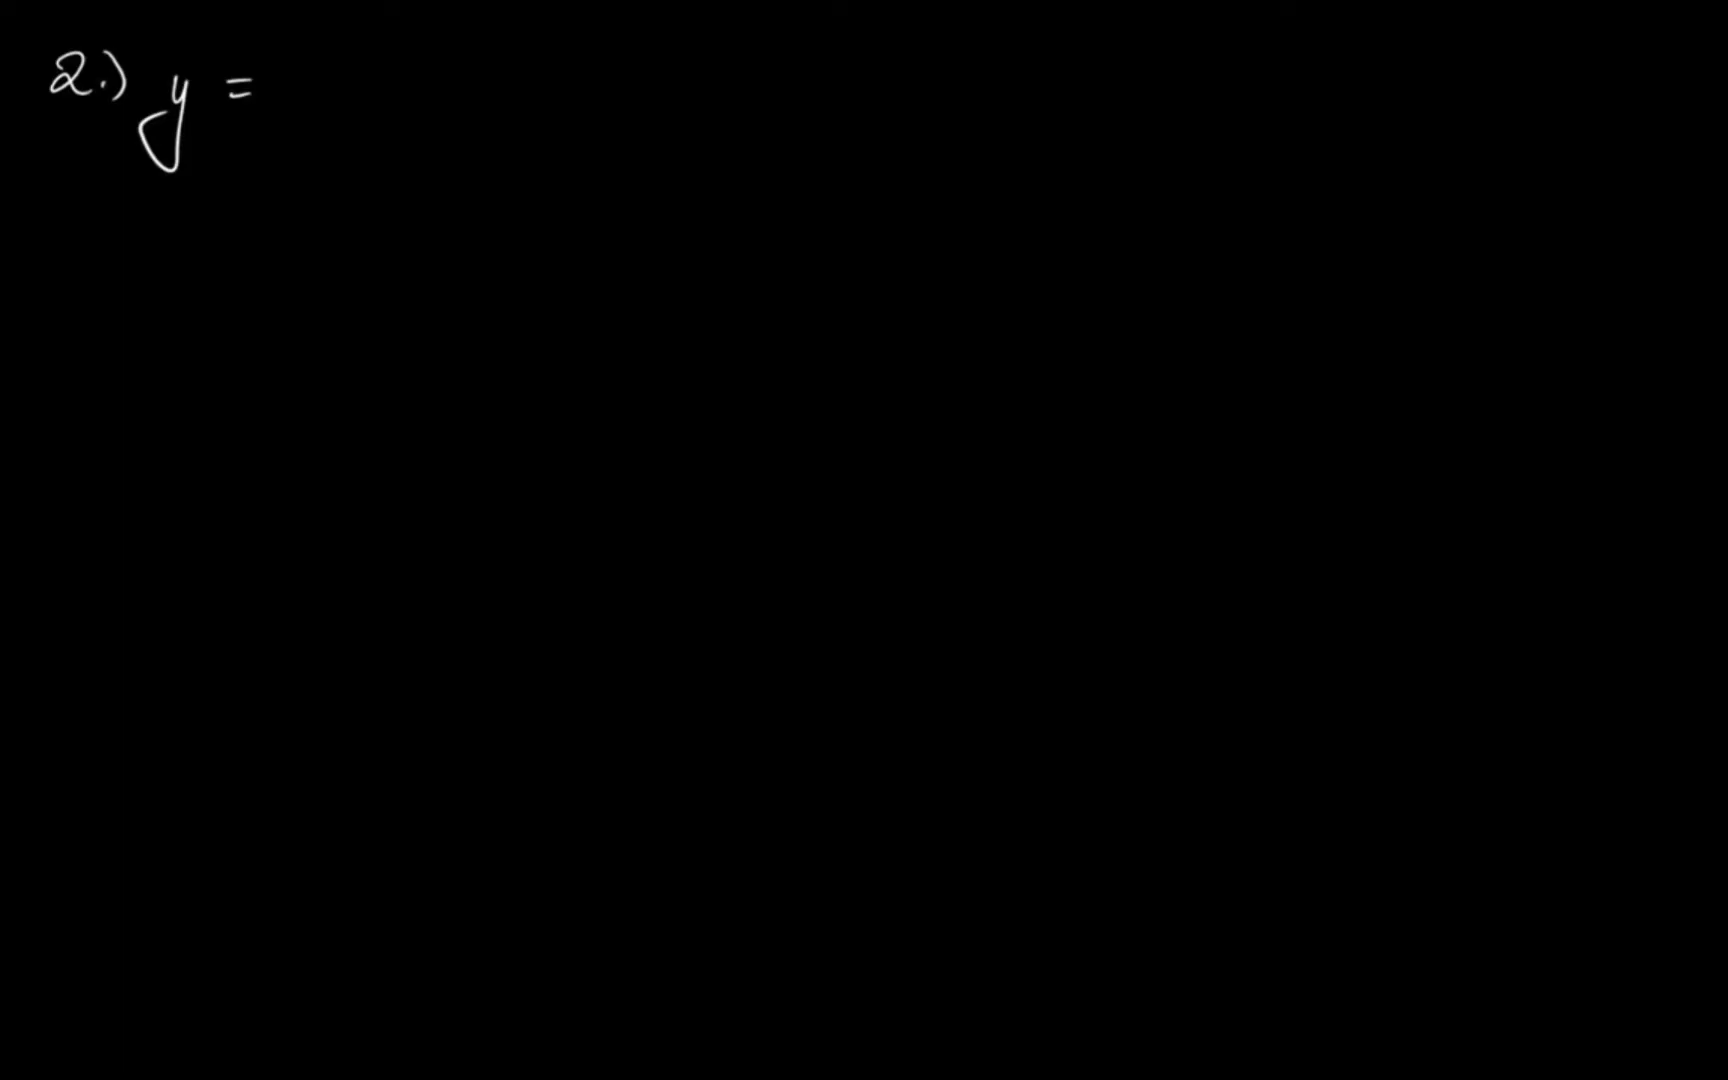 2.) y =